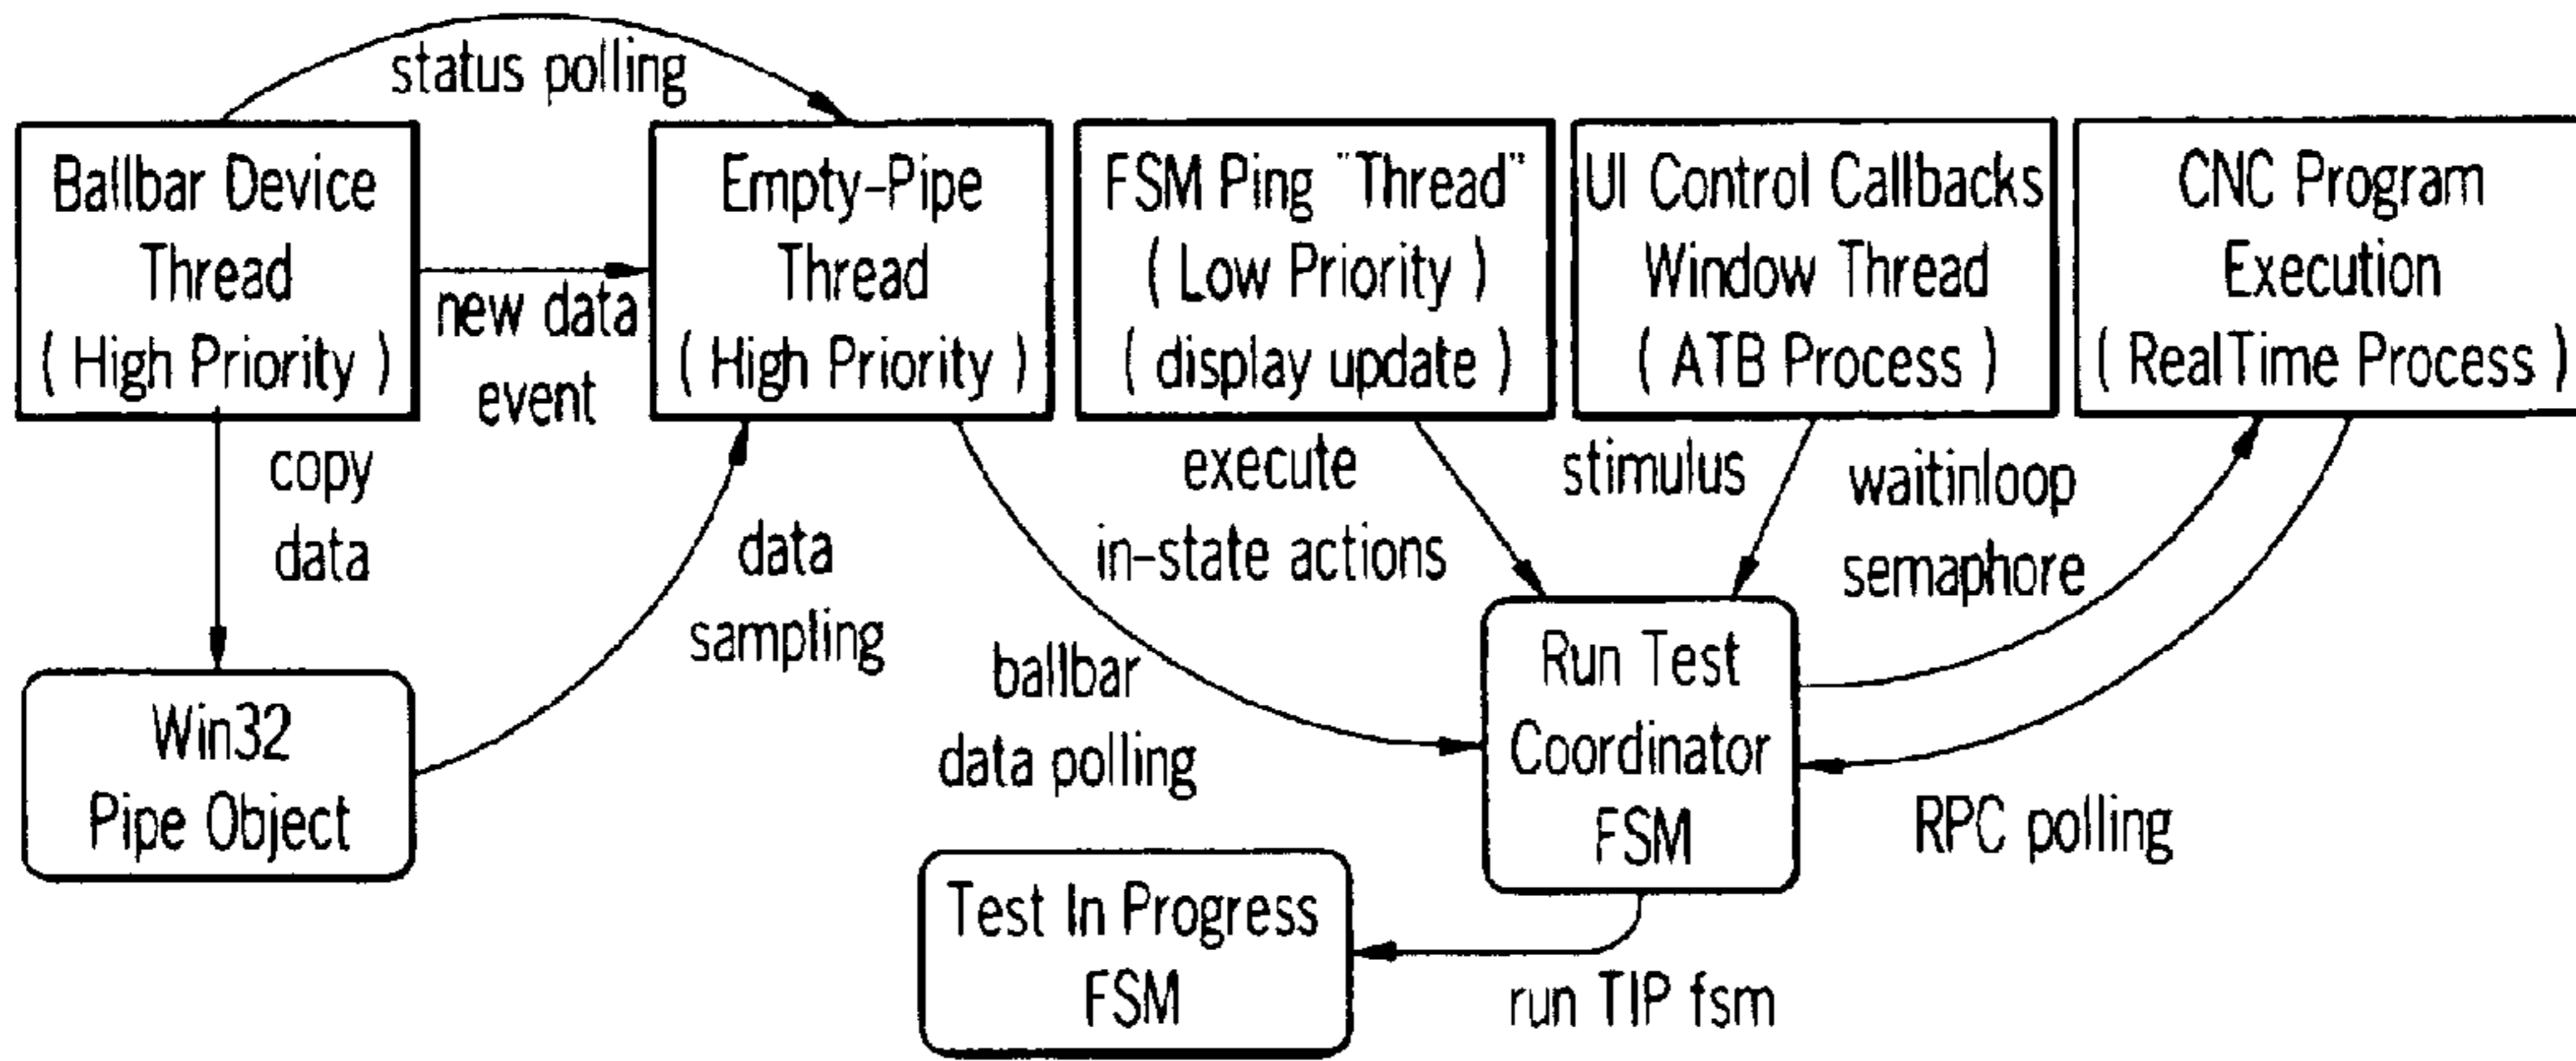 status polling
Ballbar Device
Thread
( High Priority )
new data
event
Empty-Pipe
Thread
( High Priority )
FSM Ping "Thread"
( Low Priority )
( display update )
UI Control Callbacks
Window Thread
( ATB Process )
CNC Program
Execution
( RealTime Process )
copy
data
data
sampling
execute
in-state actions
stimulus
waitinloop
semaphore
Win32
Pipe Object
ballbar
data polling
Run Test
Coordinator
FSM
RPC polling
Test In Progress
FSM
run TIP fsm